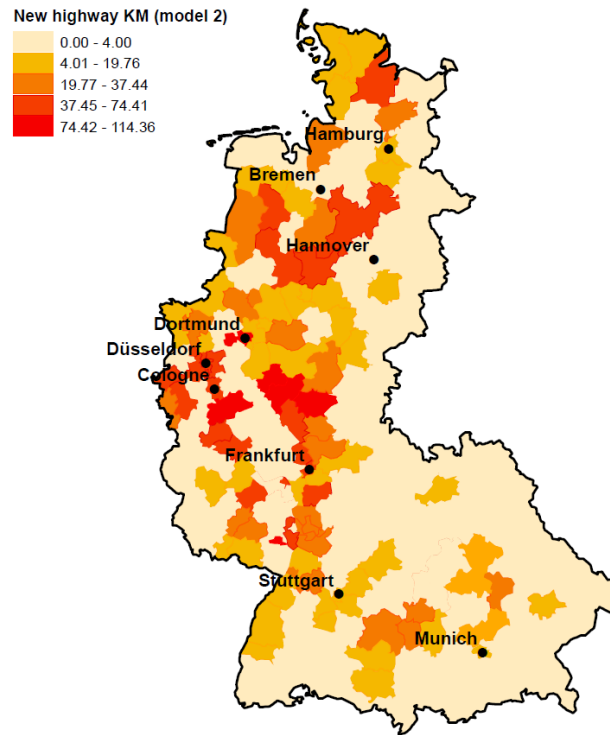 New highway KM (model 2)
0.00 - 4.00
4.01 - 19.76
19.77 - 37.44
37.45 - 74.41
74.42 - 114.36
Hamburg
Bremen
Hannover
Dortmund
Düsseldorf
Cologne
Frankfurt
Stuttgart
Munich